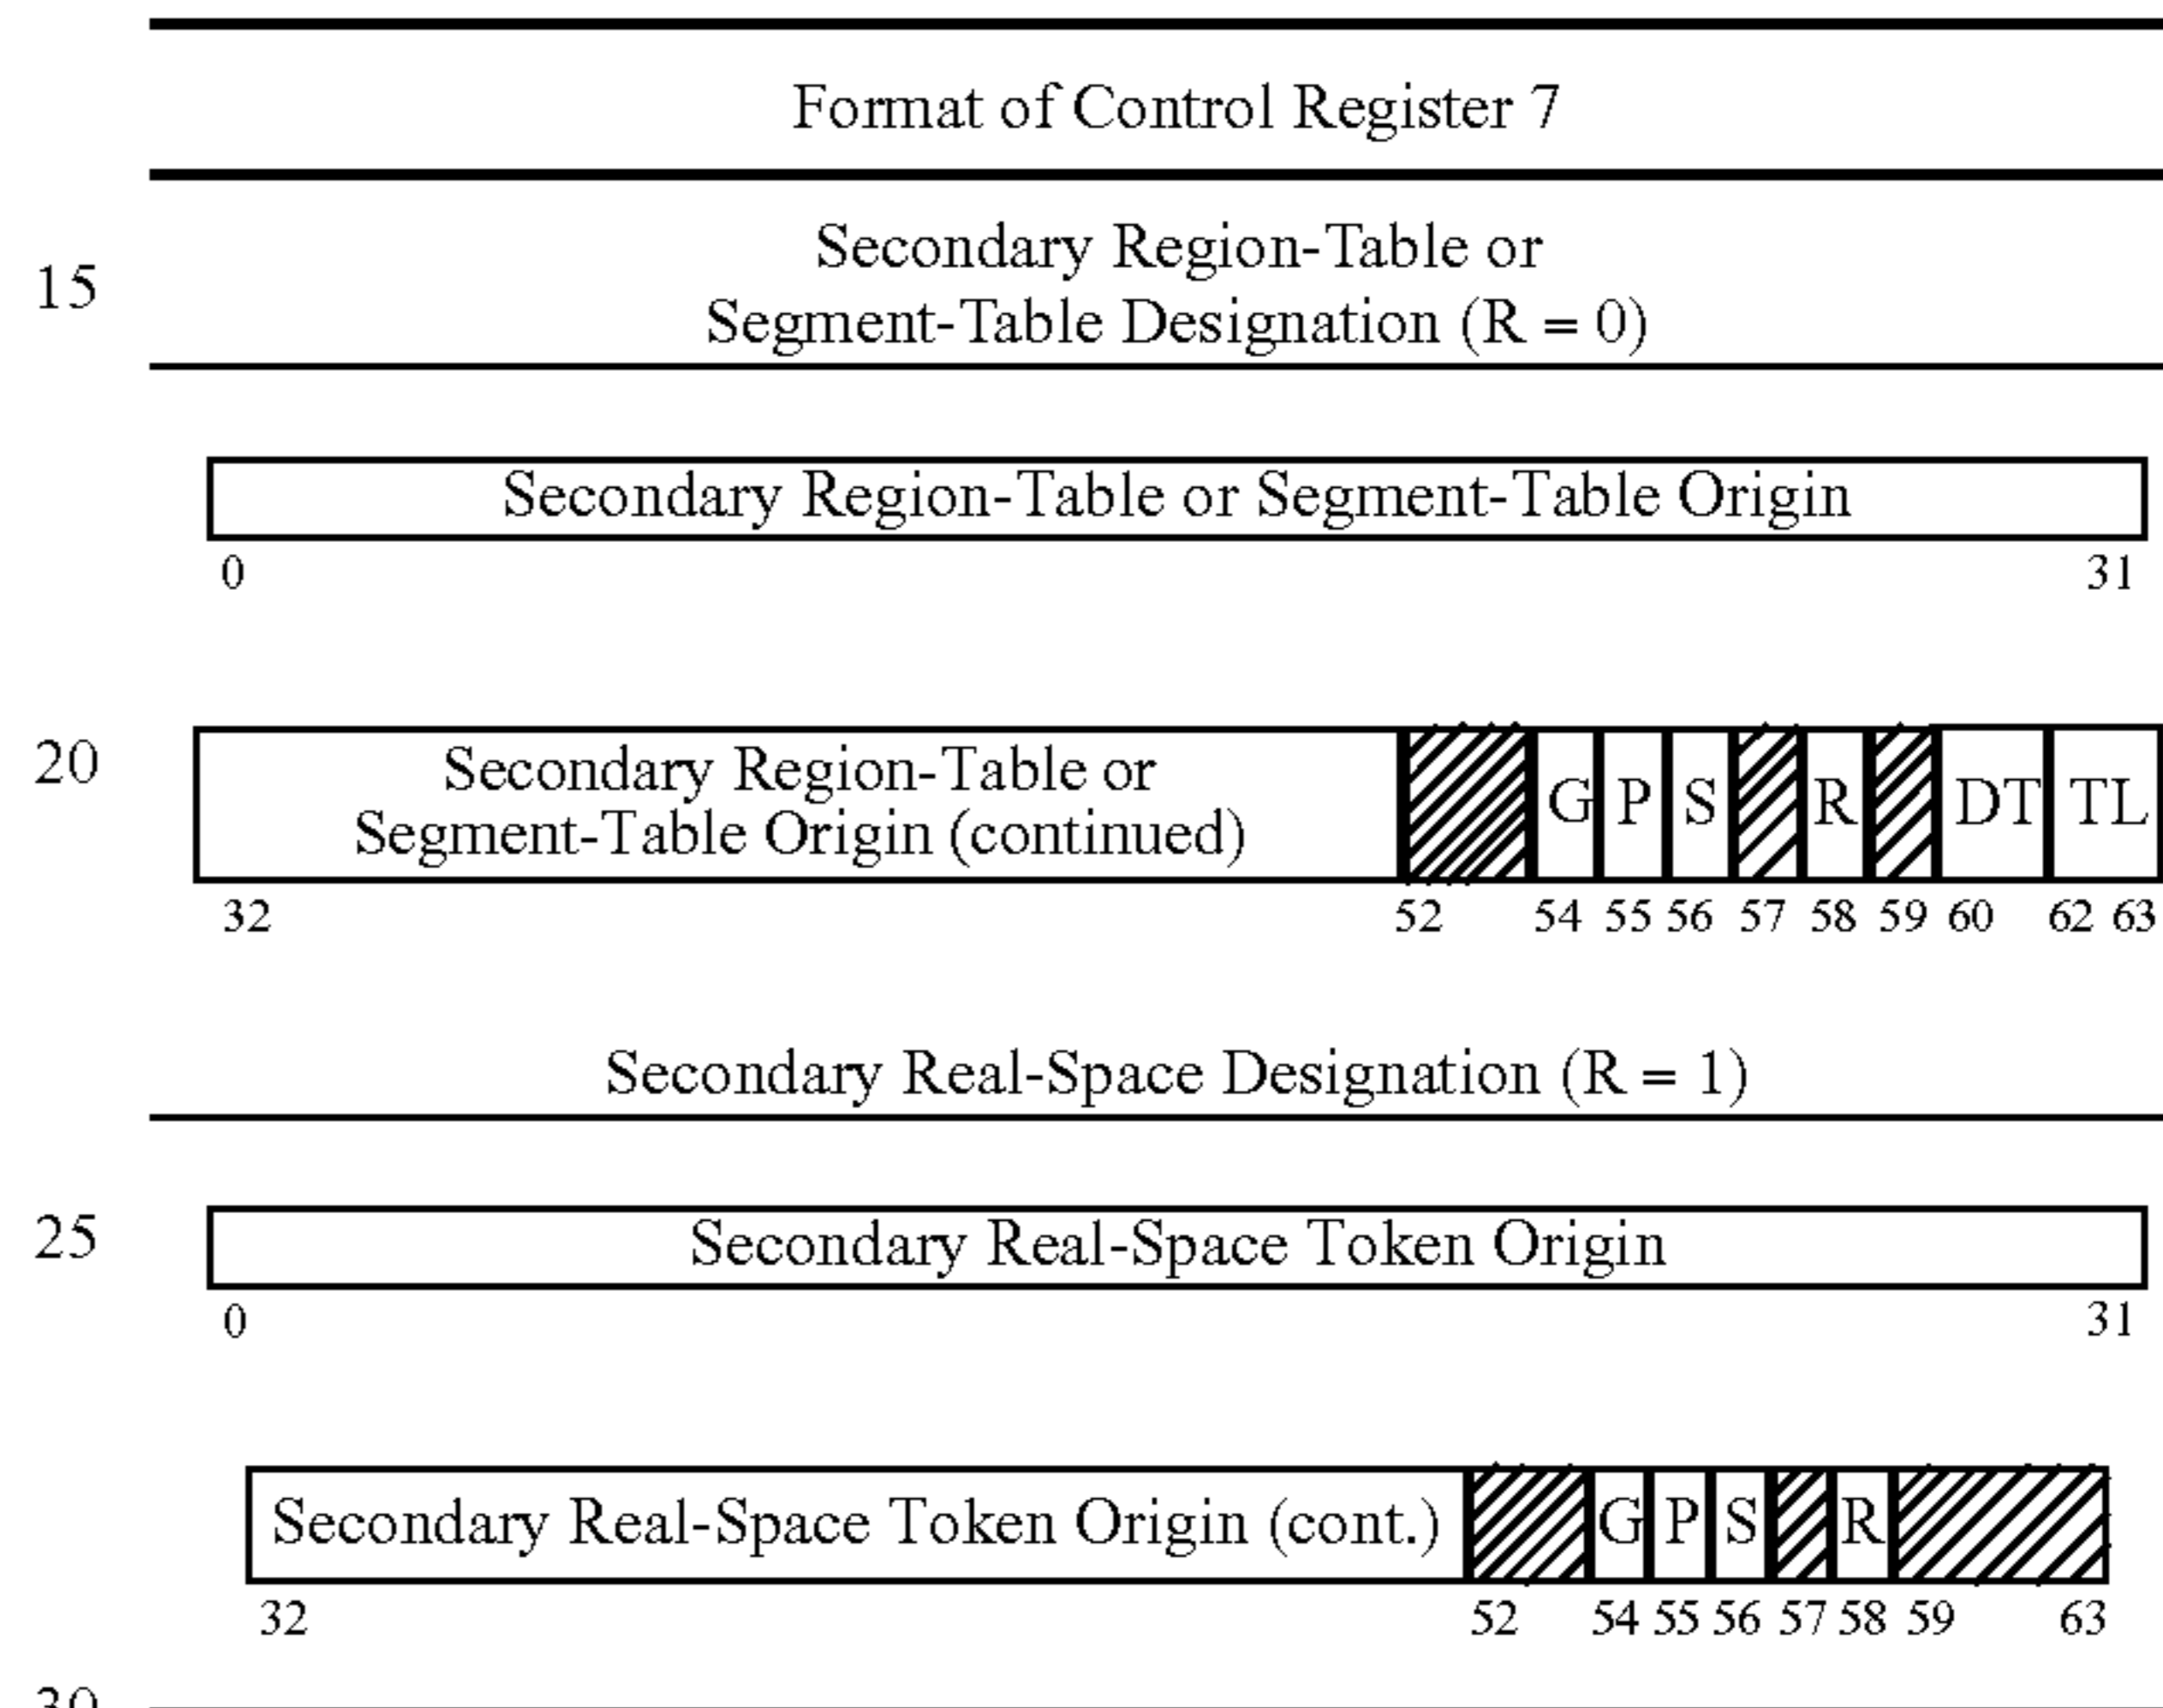 Format of Control Register 7
Secondary Region-Table or
15
Segment-Table Designation (R = 0)
Secondary Region-Table or Segment-Table Origin
0 31
20
Secondary Region-Table or
Segment-Table Origin (continued)
G P S R DT TL
32 52 54 55 56 57 58 59 60 62 63
Secondary Real-Space Designation (R = 1)
25
Secondary Real-Space Token Origin
0 31
Secondary Real-Space Token Origin (cont.) G P S R
32 52 54 55 56 57 58 59 63
30